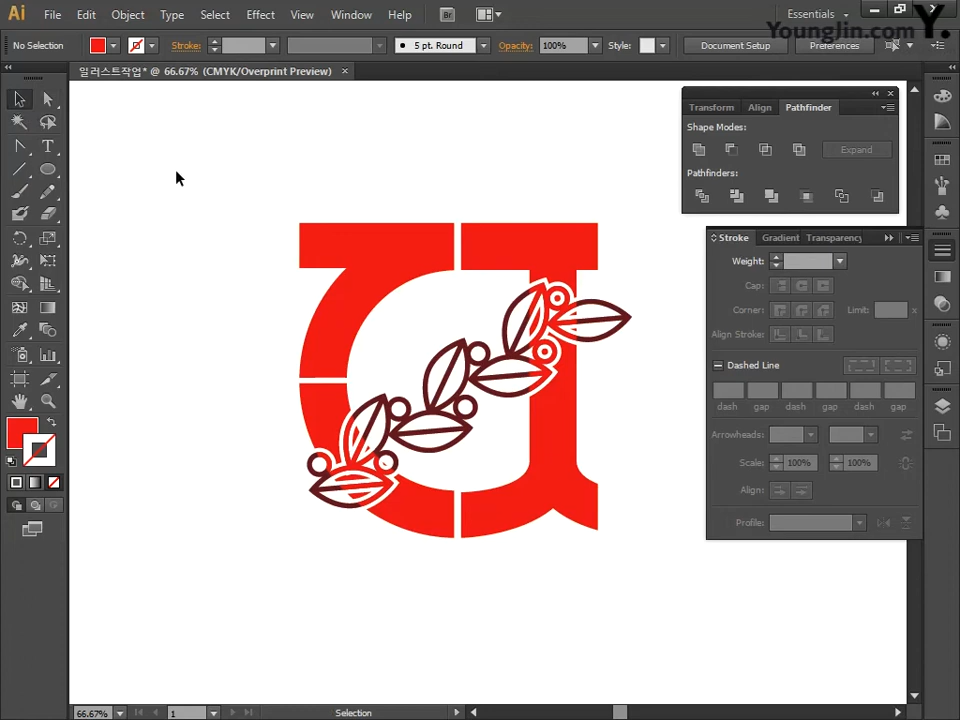 Ai File Edit Object Type Select Effect View Window Help Br Essentials
YoungJin.com Y.
No Selection Stroke: 5 pt. Round Opacity: 100% Style: Document Setup Preferences
일러스트작업* @ 66.67% (CMYK/Overprint Preview)
Transform Align Pathfinder
Shape Modes:
Expand
Pathfinders:
Stroke Gradient Transparency
Weight:
Cap:
Corner: Limit: x
Align Stroke:
Dashed Line
dash gap dash gap dash gap
Arrowheads:
Scale: 100% 100%
Align:
Profile:
66.67% 1 Selection